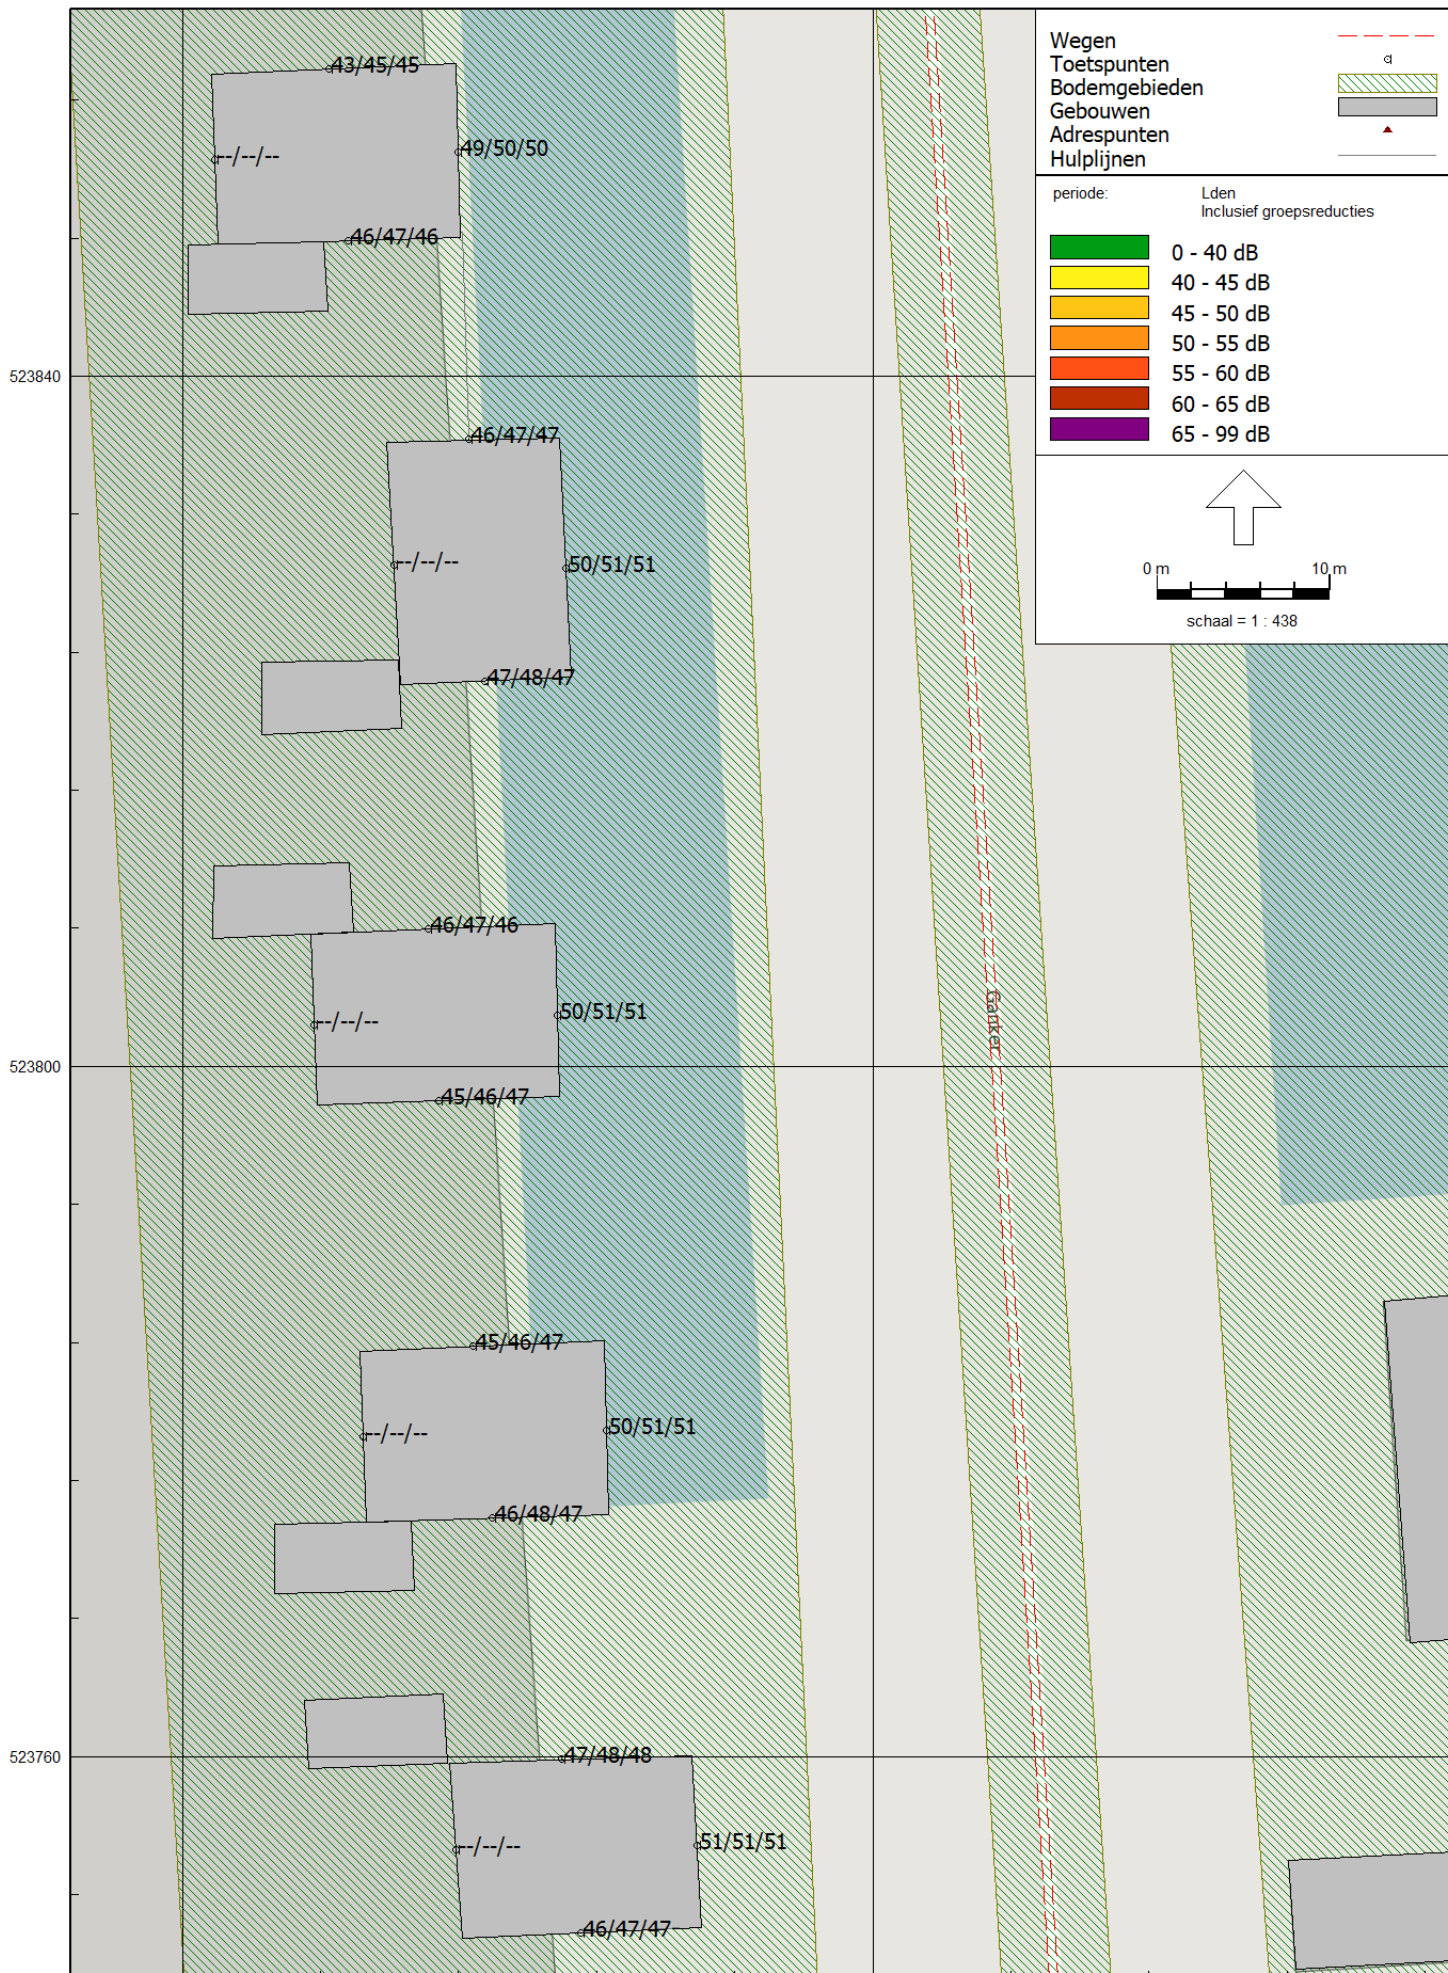 Wegen
Toetspunten
Bodemgebieden
Gebouwen
Adrespunten
Hulplijnen
periode: Lden
Inclusief groepsreducties
0 - 40 dB
40 - 45 dB
45 - 50 dB
50 - 55 dB
55 - 60 dB
60 - 65 dB
65 - 99 dB
0 m 10 m
schaal = 1 : 438
43/45/45
--/--/--
49/50/50
46/47/46
523840
46/47/47
--/--/--
50/51/51
47/48/47
46/47/46
--/--/--
50/51/51
Ganker
523800
45/46/47
45/46/47
--/--/--
50/51/51
46/48/47
523760
47/48/48
--/--/--
51/51/51
46/47/47